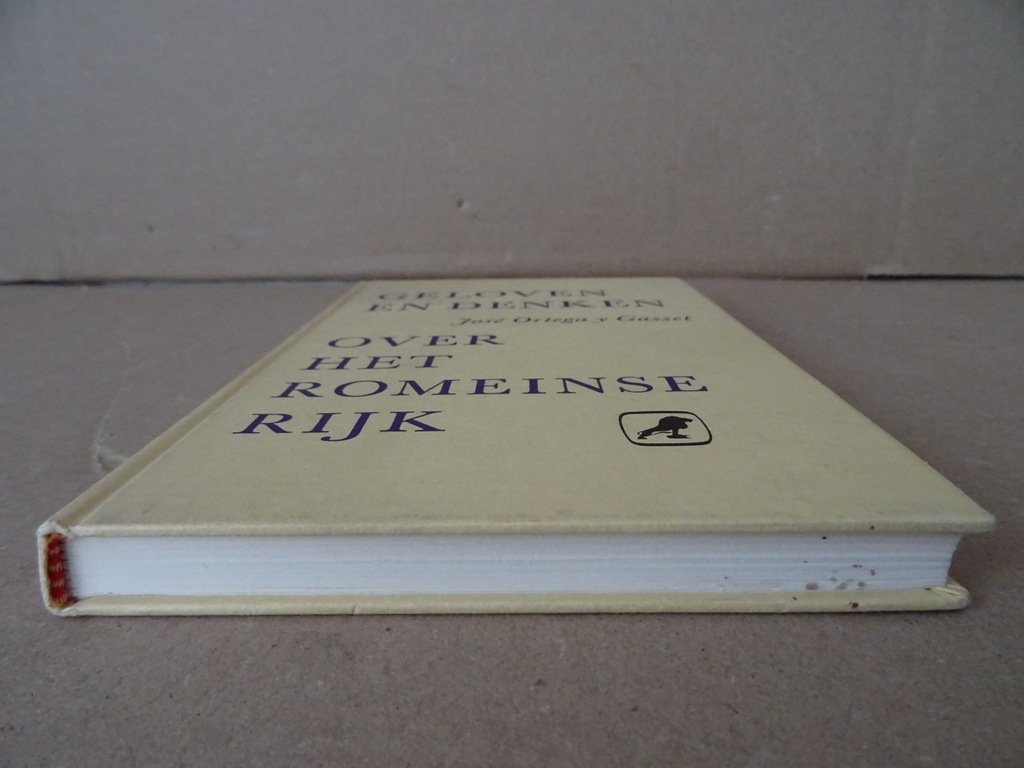 GELOVEN
EN DENKEN
José Ortega y Gasset
OVER
HET
ROMEINSE
RIJK